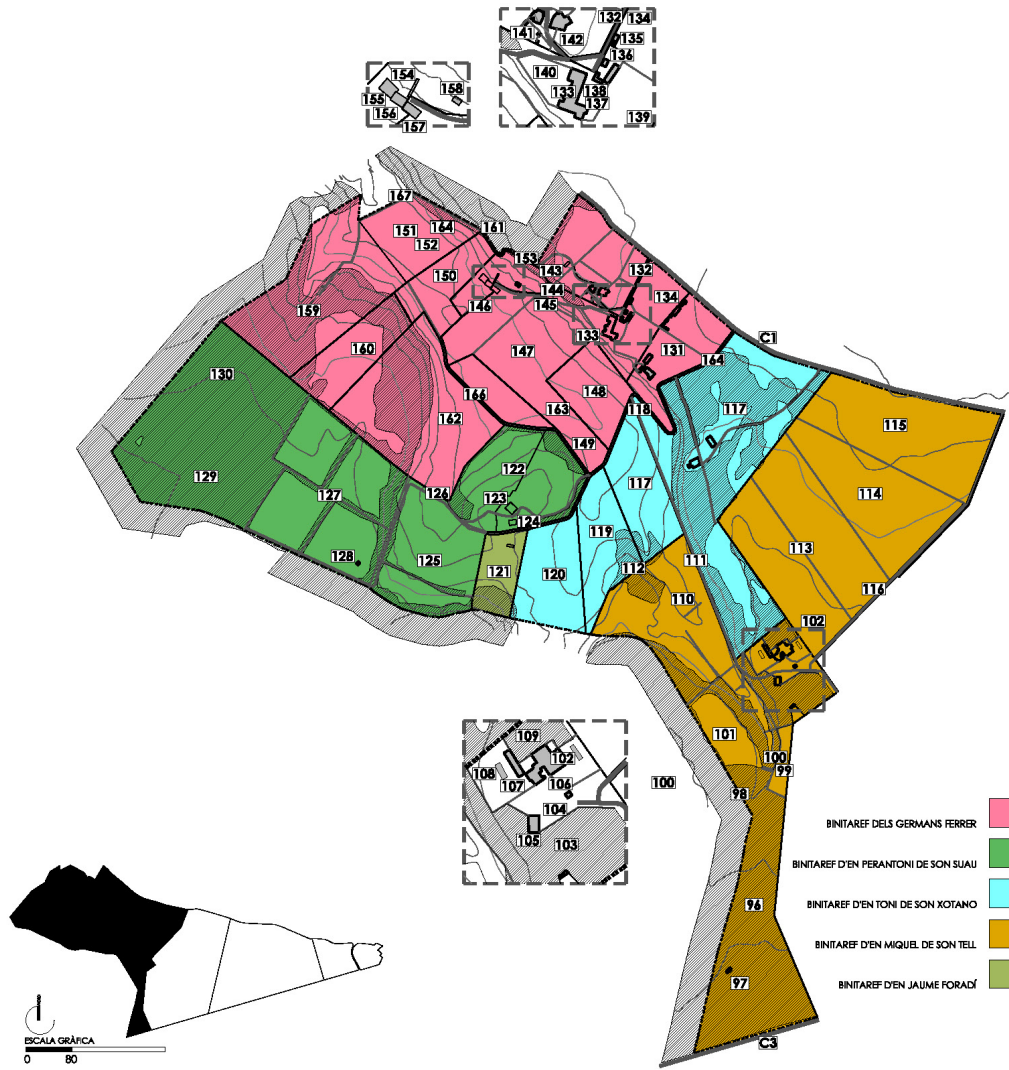 132 134
141 142 135
136
154 158 140
155 133 138
156 137
157 139
167
151 164 161
152
153 132
150 143
144 134
146 145
159 133
C1
160 147 131 164
130 148
166 117
162 163 118
115
149
122 117
129 126 123 114
127 124 119
113
128 125 121 120 112 111
110 116
102
109 101
102 100
108 99
107 106 100 98
104
105 103
BINITAREF DELS GERMANS FERRER
BINITAREF D'EN PERANTONI DE SON SUAU
BINITAREF D'EN TONI DE SON XOTANO
96
BINITAREF D'EN MIQUEL DE SON TELL
97
BINITAREF D'EN JAUME FORADÍ
ESCALA GRÀFICA
0 80
C3